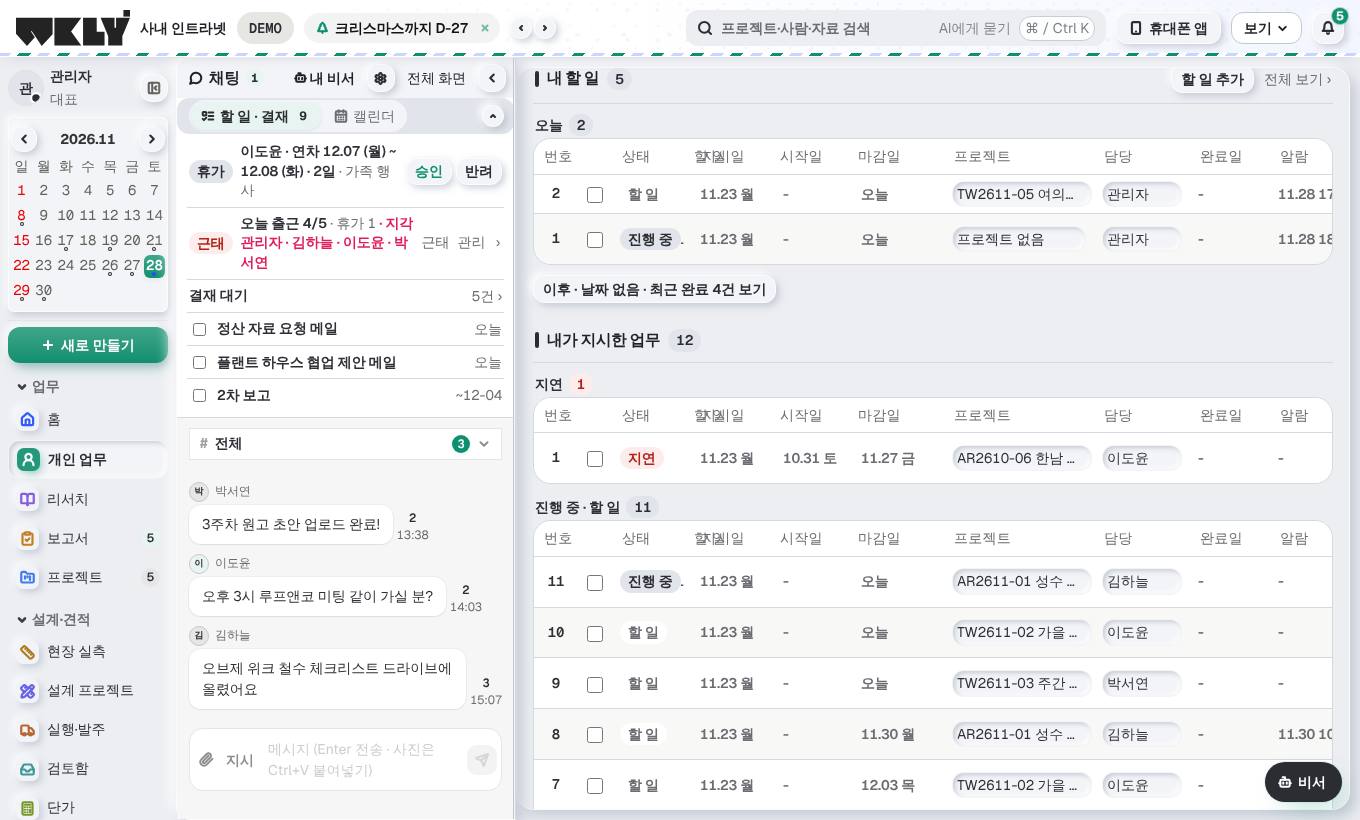 WKLY 사내 인트라넷 DEMO 크리스마스까지 D-27 × ‹ › 프로젝트·사람·자료 검색 AI에게 묻기 ⌘ / Ctrl K 휴대폰 앱 보기 5
관 관리자
대표
2026.11
일 월 화 수 목 금 토
1 2 3 4 5 6 7
8 9 10 11 12 13 14
15 16 17 18 19 20 21
22 23 24 25 26 27 28
29 30
+ 새로 만들기
업무
홈
개인 업무
리서치
보고서 5
프로젝트 5
설계·견적
현장 실측
설계 프로젝트
실행·발주
검토함
단가
채팅 1 내 비서 전체 화면
할 일 · 결재 9 캘린더
휴가 이도윤 · 연차 12.07 (월) ~
12.08 (화) · 2일 · 가족 행
사
승인 반려
근태 오늘 출근 4/5 · 휴가 1 · 지각
관리자 · 김하늘 · 이도윤 · 박
서연
근태 관리 ›
결재 대기 5건 ›
정산 자료 요청 메일 오늘
플랜트 하우스 협업 제안 메일 오늘
2차 보고 ~12-04
# 전체 3
박 박서연
3주차 원고 초안 업로드 완료! 2
13:38
이 이도윤
오후 3시 루프앤코 미팅 같이 가실 분? 2
14:03
김 김하늘
오브제 위크 철수 체크리스트 드라이브에
올렸어요 3
15:07
지시 메시지 (Enter 전송 · 사진은
Ctrl+V 붙여넣기)
내 할 일 5 할 일 추가 전체 보기 ›
오늘 2
번호 상태 지시일 시작일 마감일 프로젝트 담당 완료일 알람
2 할 일 11.23 월 - 오늘 TW2611-05 여의... 관리자 - 11.28 17
1 진행 중 11.23 월 - 오늘 프로젝트 없음 관리자 - 11.28 18
이후 · 날짜 없음 · 최근 완료 4건 보기
내가 지시한 업무 12
지연 1
번호 상태 지시일 시작일 마감일 프로젝트 담당 완료일 알람
1 지연 11.23 월 10.31 토 11.27 금 AR2610-06 한남 ... 이도윤 - -
진행 중 · 할 일 11
번호 상태 지시일 시작일 마감일 프로젝트 담당 완료일 알람
11 진행 중 11.23 월 - 오늘 AR2611-01 성수 ... 김하늘 - -
10 할 일 11.23 월 - 오늘 TW2611-02 가을 ... 이도윤 - -
9 할 일 11.23 월 - 오늘 TW2611-03 주간 ... 박서연 - -
8 할 일 11.23 월 - 11.30 월 AR2611-01 성수 ... 김하늘 - 11.30 10
7 할 일 11.23 월 - 12.03 목 TW2611-02 가을 ... 이도윤 -
비서